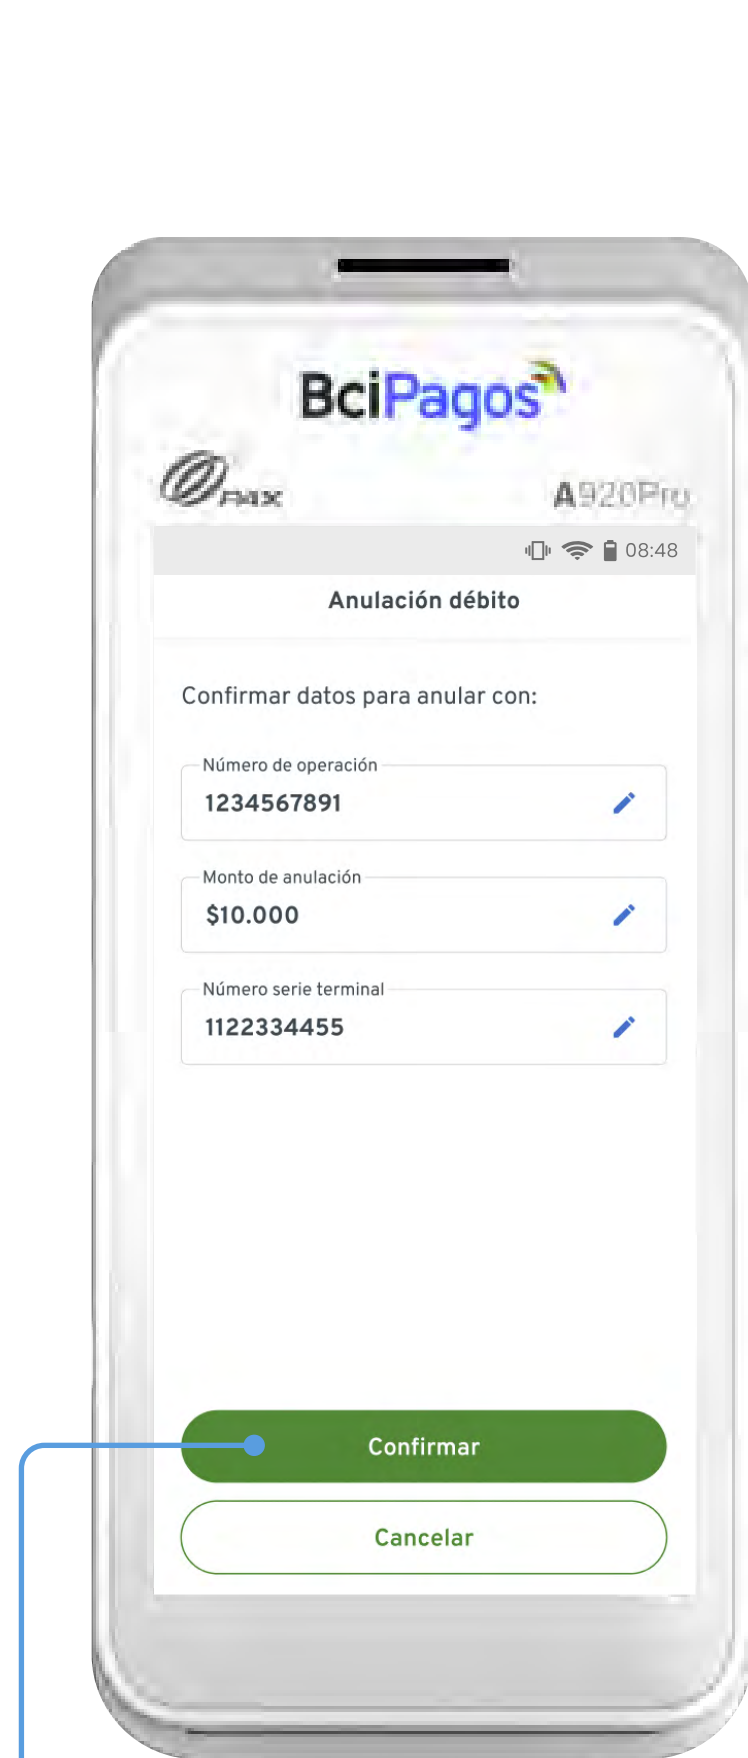 BciPagos
PAX
A920Pro
08:48
Anulación débito
Confirmar datos para anular con:
Número de operación
1234567891
Monto de anulación
$10.000
Número serie terminal
1122334455
Confirmar
Cancelar